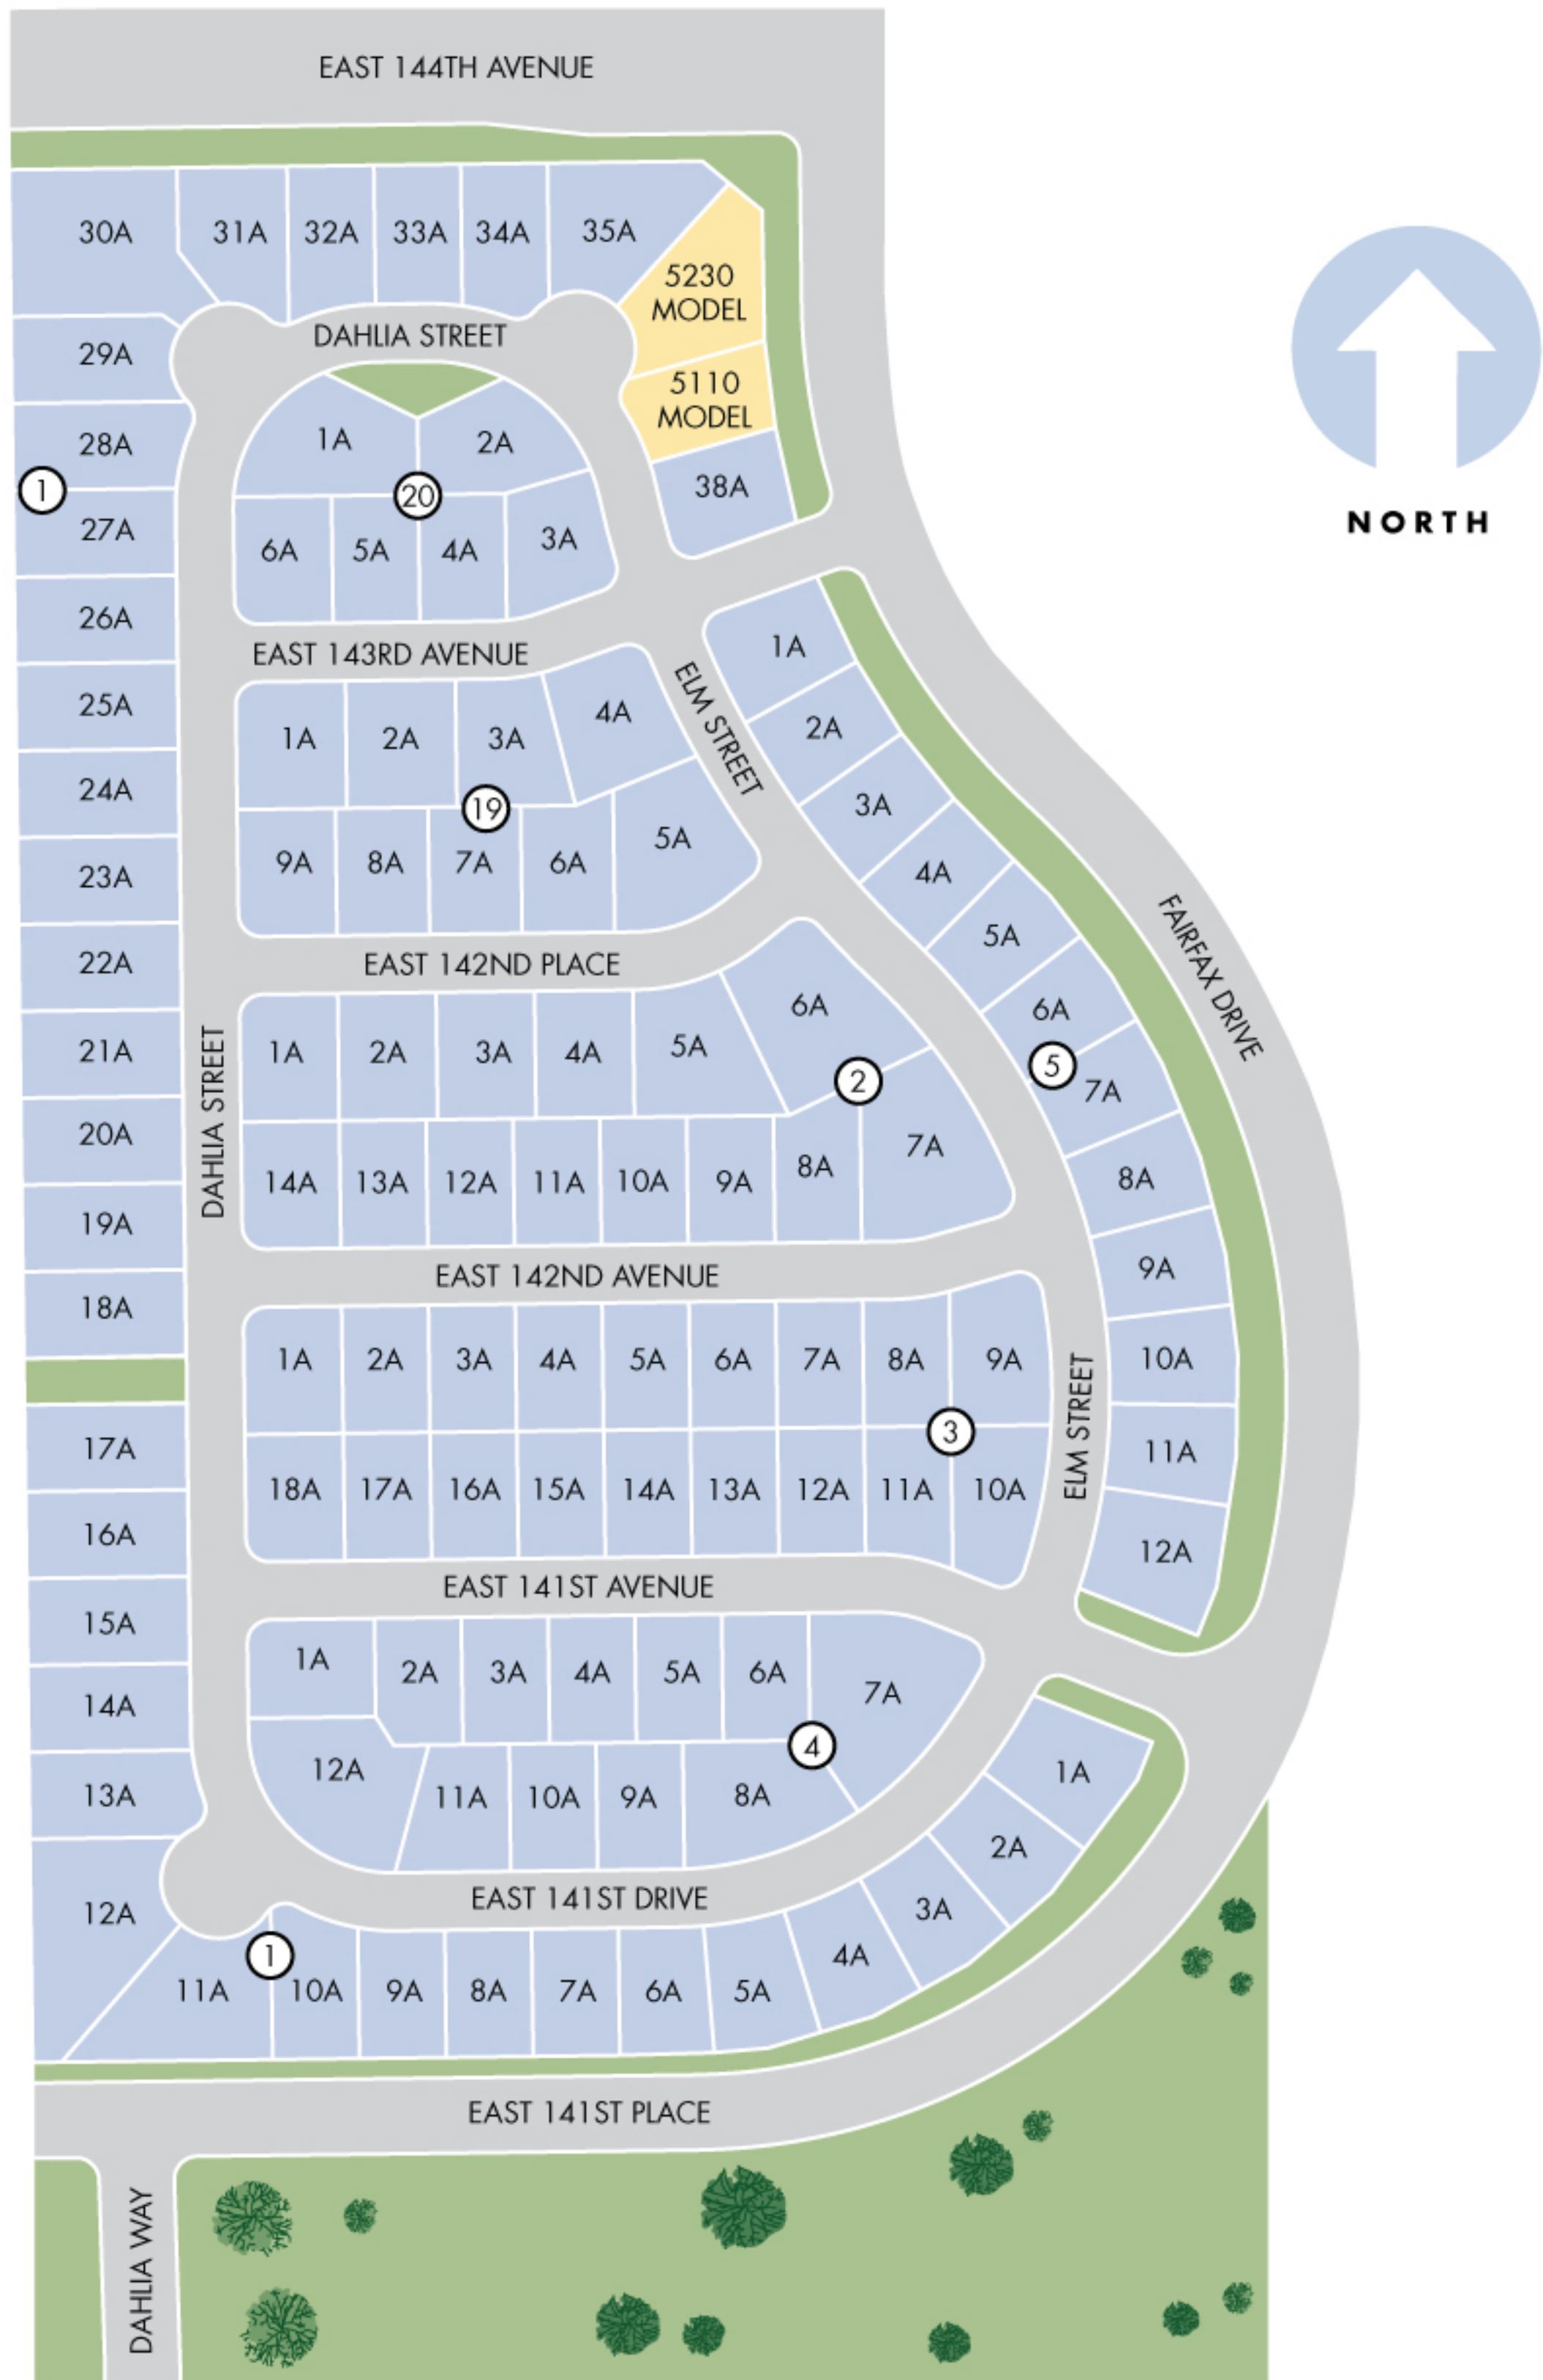 EAST 144TH AVENUE
30A
31A
32A
33A
34A
35A
5230
MODEL
DAHLIA STREET
29A
5110
MODEL
1A
2A
28A
38A
1
20
27A
6A
5A
4A
3A
NORTH
26A
EAST 143RD AVENUE
ELM STREET
1A
25A
1A
2A
3A
4A
2A
24A
19
3A
23A
9A
8A
7A
6A
5A
4A
FAIRFAX DRIVE
22A
EAST 142ND PLACE
5A
6A
6A
21A
DAHLIA STREET
1A
2A
3A
4A
5A
2
5
7A
20A
14A
13A
12A
11A
10A
9A
8A
7A
8A
19A
EAST 142ND AVENUE
9A
18A
1A
2A
3A
4A
5A
6A
7A
8A
9A
ELM STREET
10A
3
17A
11A
18A
17A
16A
15A
14A
13A
12A
11A
10A
16A
12A
EAST 141ST AVENUE
15A
1A
2A
3A
4A
5A
6A
7A
14A
4
12A
1A
13A
11A
10A
9A
8A
2A
EAST 141ST DRIVE
3A
12A
1
4A
11A
10A
9A
8A
7A
6A
5A
EAST 141ST PLACE
DAHLIA WAY